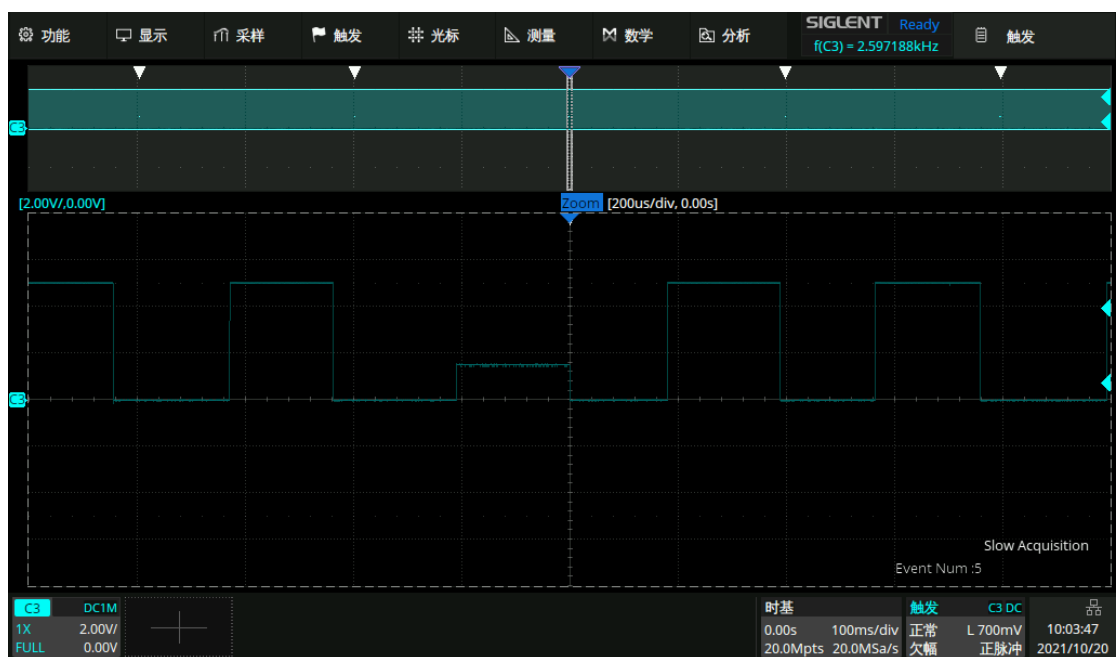 功能 显示 采样 触发 光标 测量 数学 分析 SIGLENT Ready 触发
f(C3) = 2.597188kHz
C3
[2.00V/,0.00V] Zoom [200us/div, 0.00s]
C3
Slow Acquisition
Event Num :5
C3 DC1M 时基 触发 C3 DC
1X 2.00V/ 0.00s 100ms/div 正常 L 700mV 10:03:47
FULL 0.00V 20.0Mpts 20.0MSa/s 欠幅 正脉冲 2021/10/20